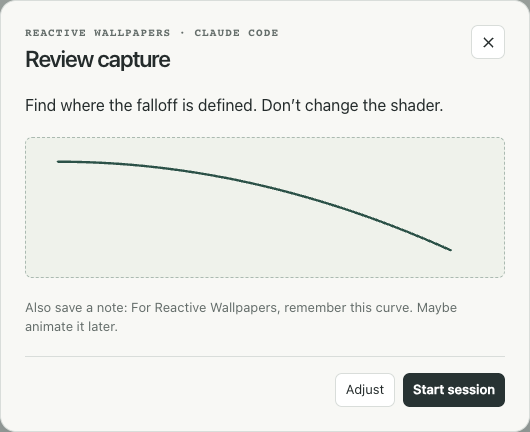 REACTIVE WALLPAPERS · CLAUDE CODE
Review capture
Find where the falloff is defined. Don’t change the shader.
Also save a note: For Reactive Wallpapers, remember this curve. Maybe
animate it later.
Adjust
Start session